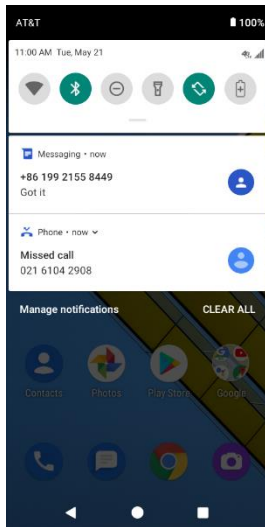 AT&T 100%
11:00 AM Tue, May 21 4G
Messaging • now
+86 199 2155 8449
Got it
Phone • now
Missed call
021 6104 2908
Manage notifications CLEAR ALL
Contacts Photos Play Store Google